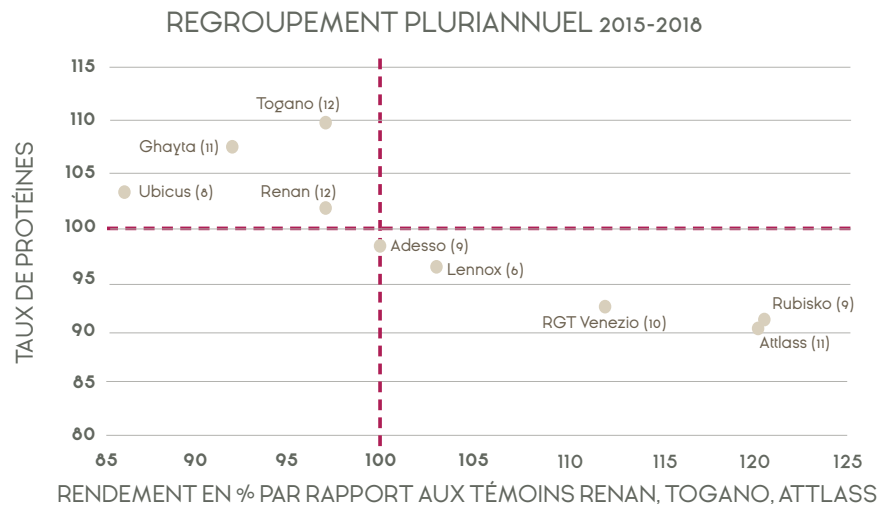 REGROUPEMENT PLURIANNUEL 2015-2018
TAUX DE PROTÉINES
115
110
105
100
95
90
85
80
Togano (12)
Ghayta (11)
Ubicus (8)
Renan (12)
Adesso (9)
Lennox (6)
RGT Venezio (10)
Rubisko (9)
Attlass (11)
85 90 95 100 105 110 115 120 125
RENDEMENT EN % PAR RAPPORT AUX TÉMOINS RENAN, TOGANO, ATTLASS